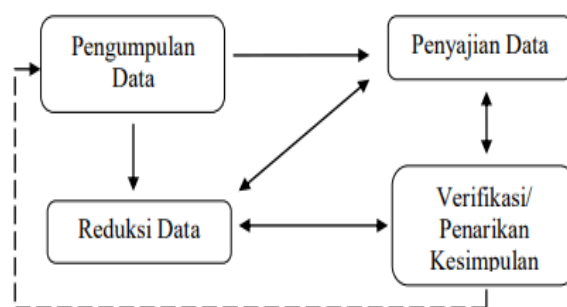 Pengumpulan
Data
Penyajian Data
Reduksi Data
Verifikasi/
Penarikan
Kesimpulan